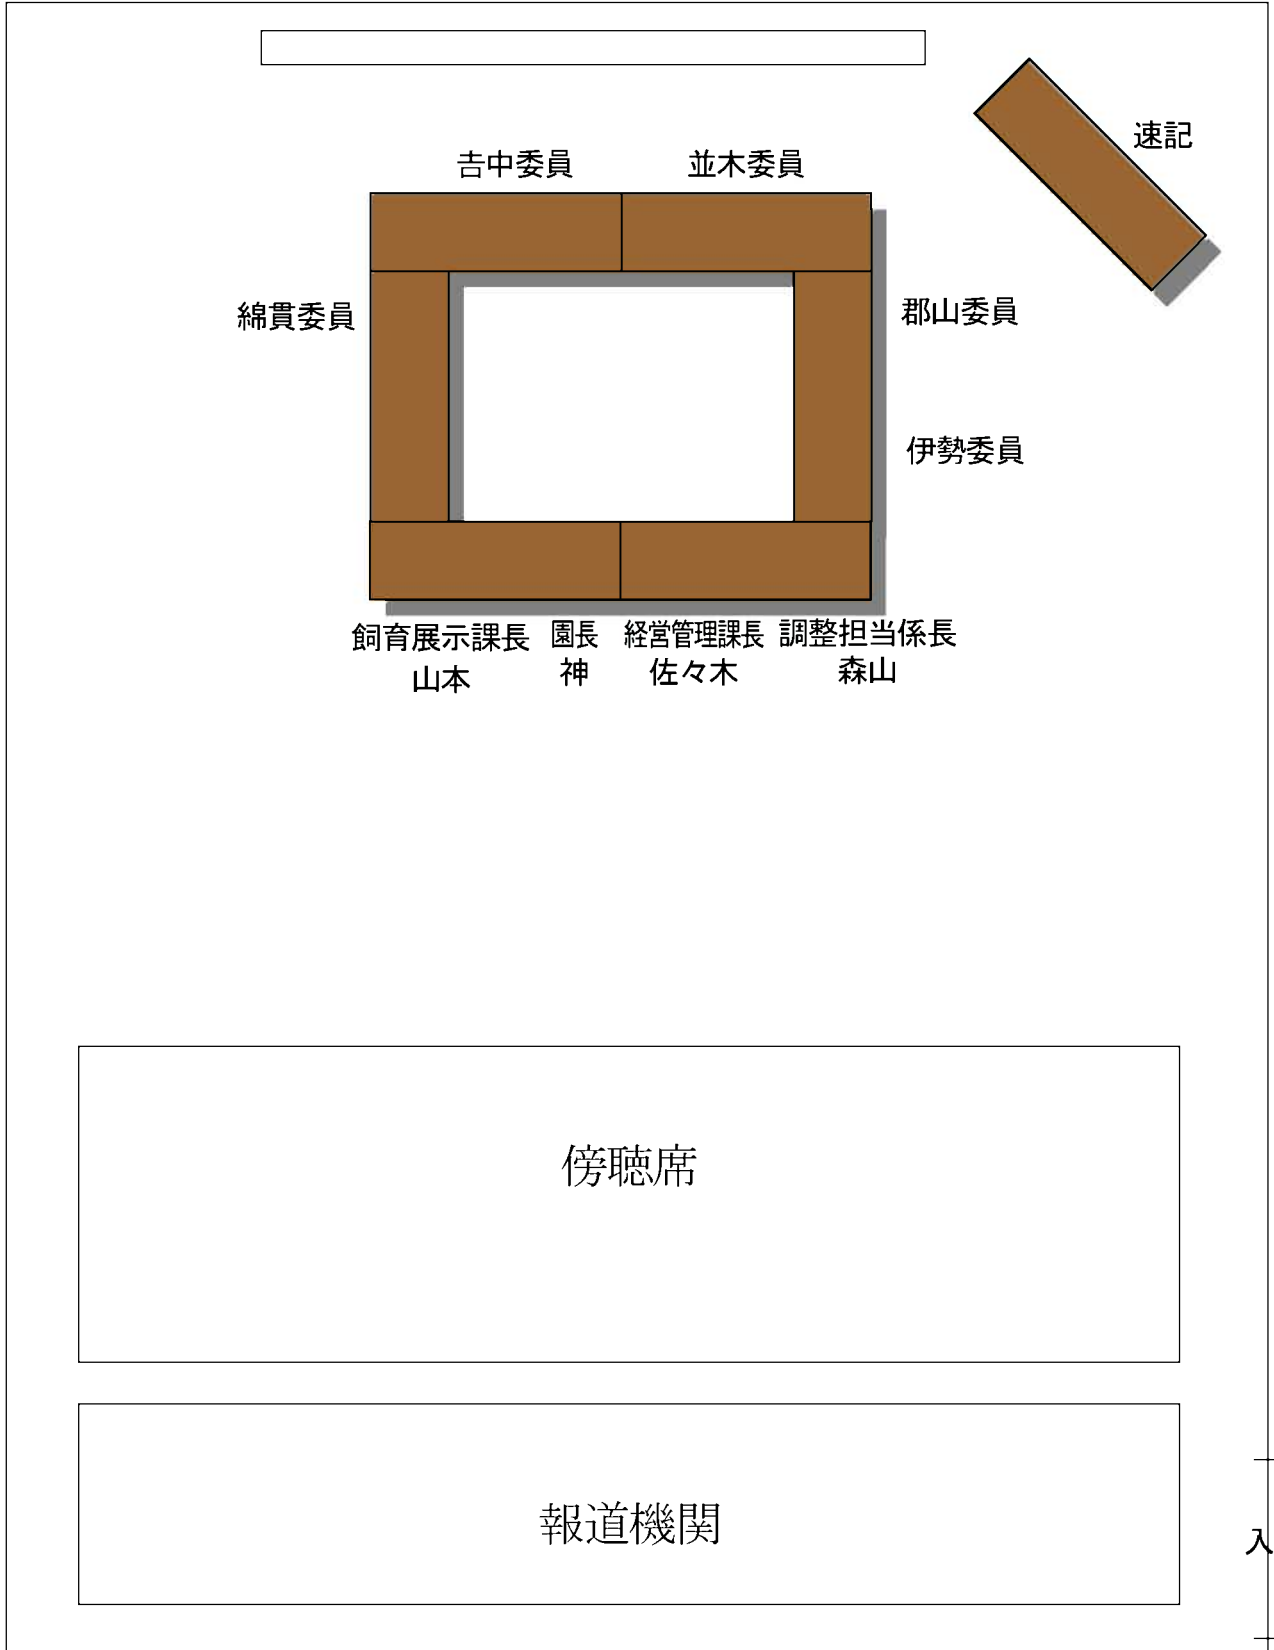 速記
吉中委員
並木委員
綿貫委員
郡山委員
伊勢委員
飼育展示課長
山本
園長
神
経営管理課長
佐々木
調整担当係長
森山
傍聴席
報道機関
入